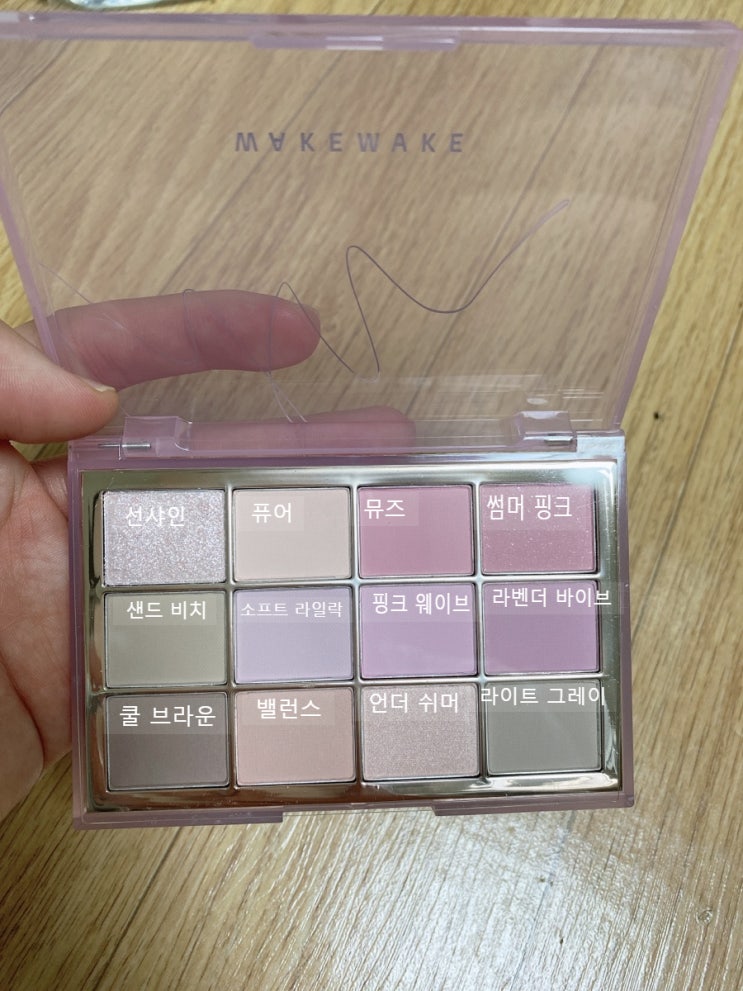 WAKEMAKE
선샤인
퓨어
뮤즈
썸머 핑크
샌드 비치
소프트 라일락
핑크 웨이브
라벤더 바이브
쿨 브라운
밸런스
언더 쉬머
라이트 그레이